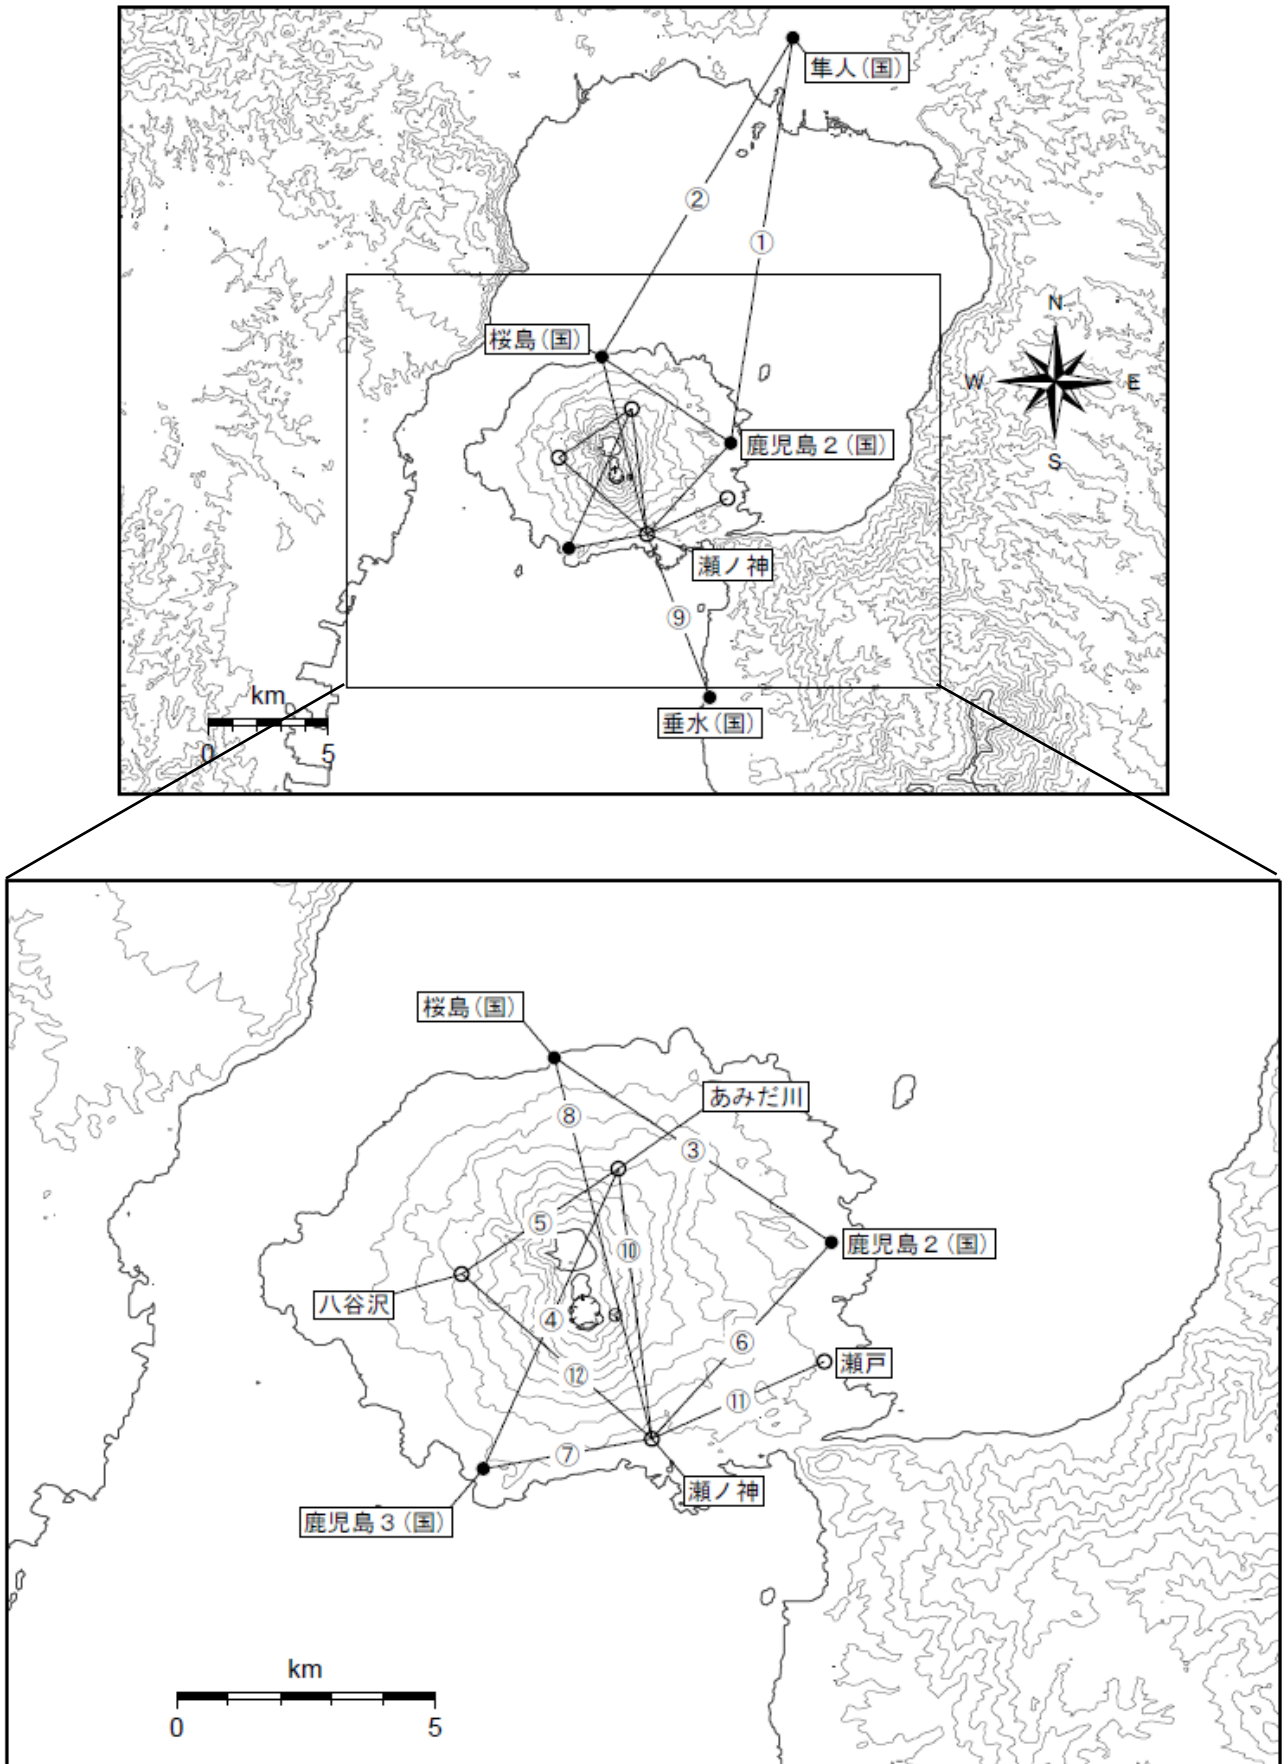 隼人(国)
②
①
N
桜島(国)
W
E
鹿児島2(国)
S
瀬ノ神
⑨
km
垂水(国)
0
5
桜島(国)
あみだ川
⑧
③
⑤
⑩
鹿児島2(国)
八谷沢
④
⑥
瀬戸
⑫
⑪
⑦
瀬ノ神
鹿児島3(国)
km
0
5